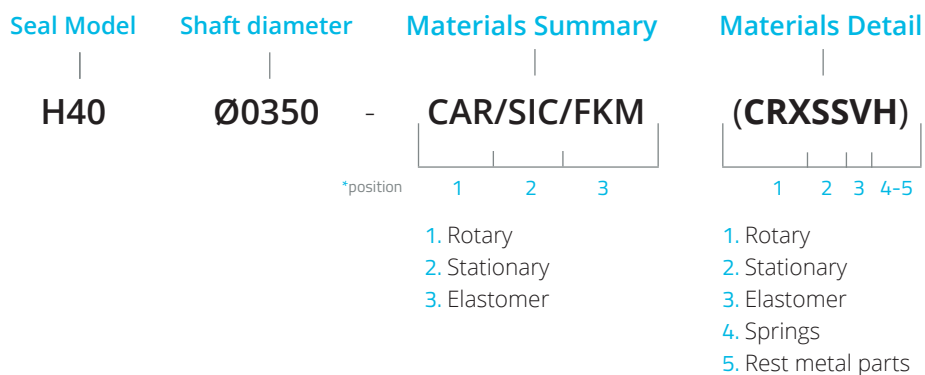 Seal Model Shaft diameter Materials Summary Materials Detail
H40 Ø0350 - CAR/SIC/FKM (CRXSSVH)
*position 1 2 3 1 2 3 4-5
1. Rotary
2. Stationary
3. Elastomer
1. Rotary
2. Stationary
3. Elastomer
4. Springs
5. Rest metal parts